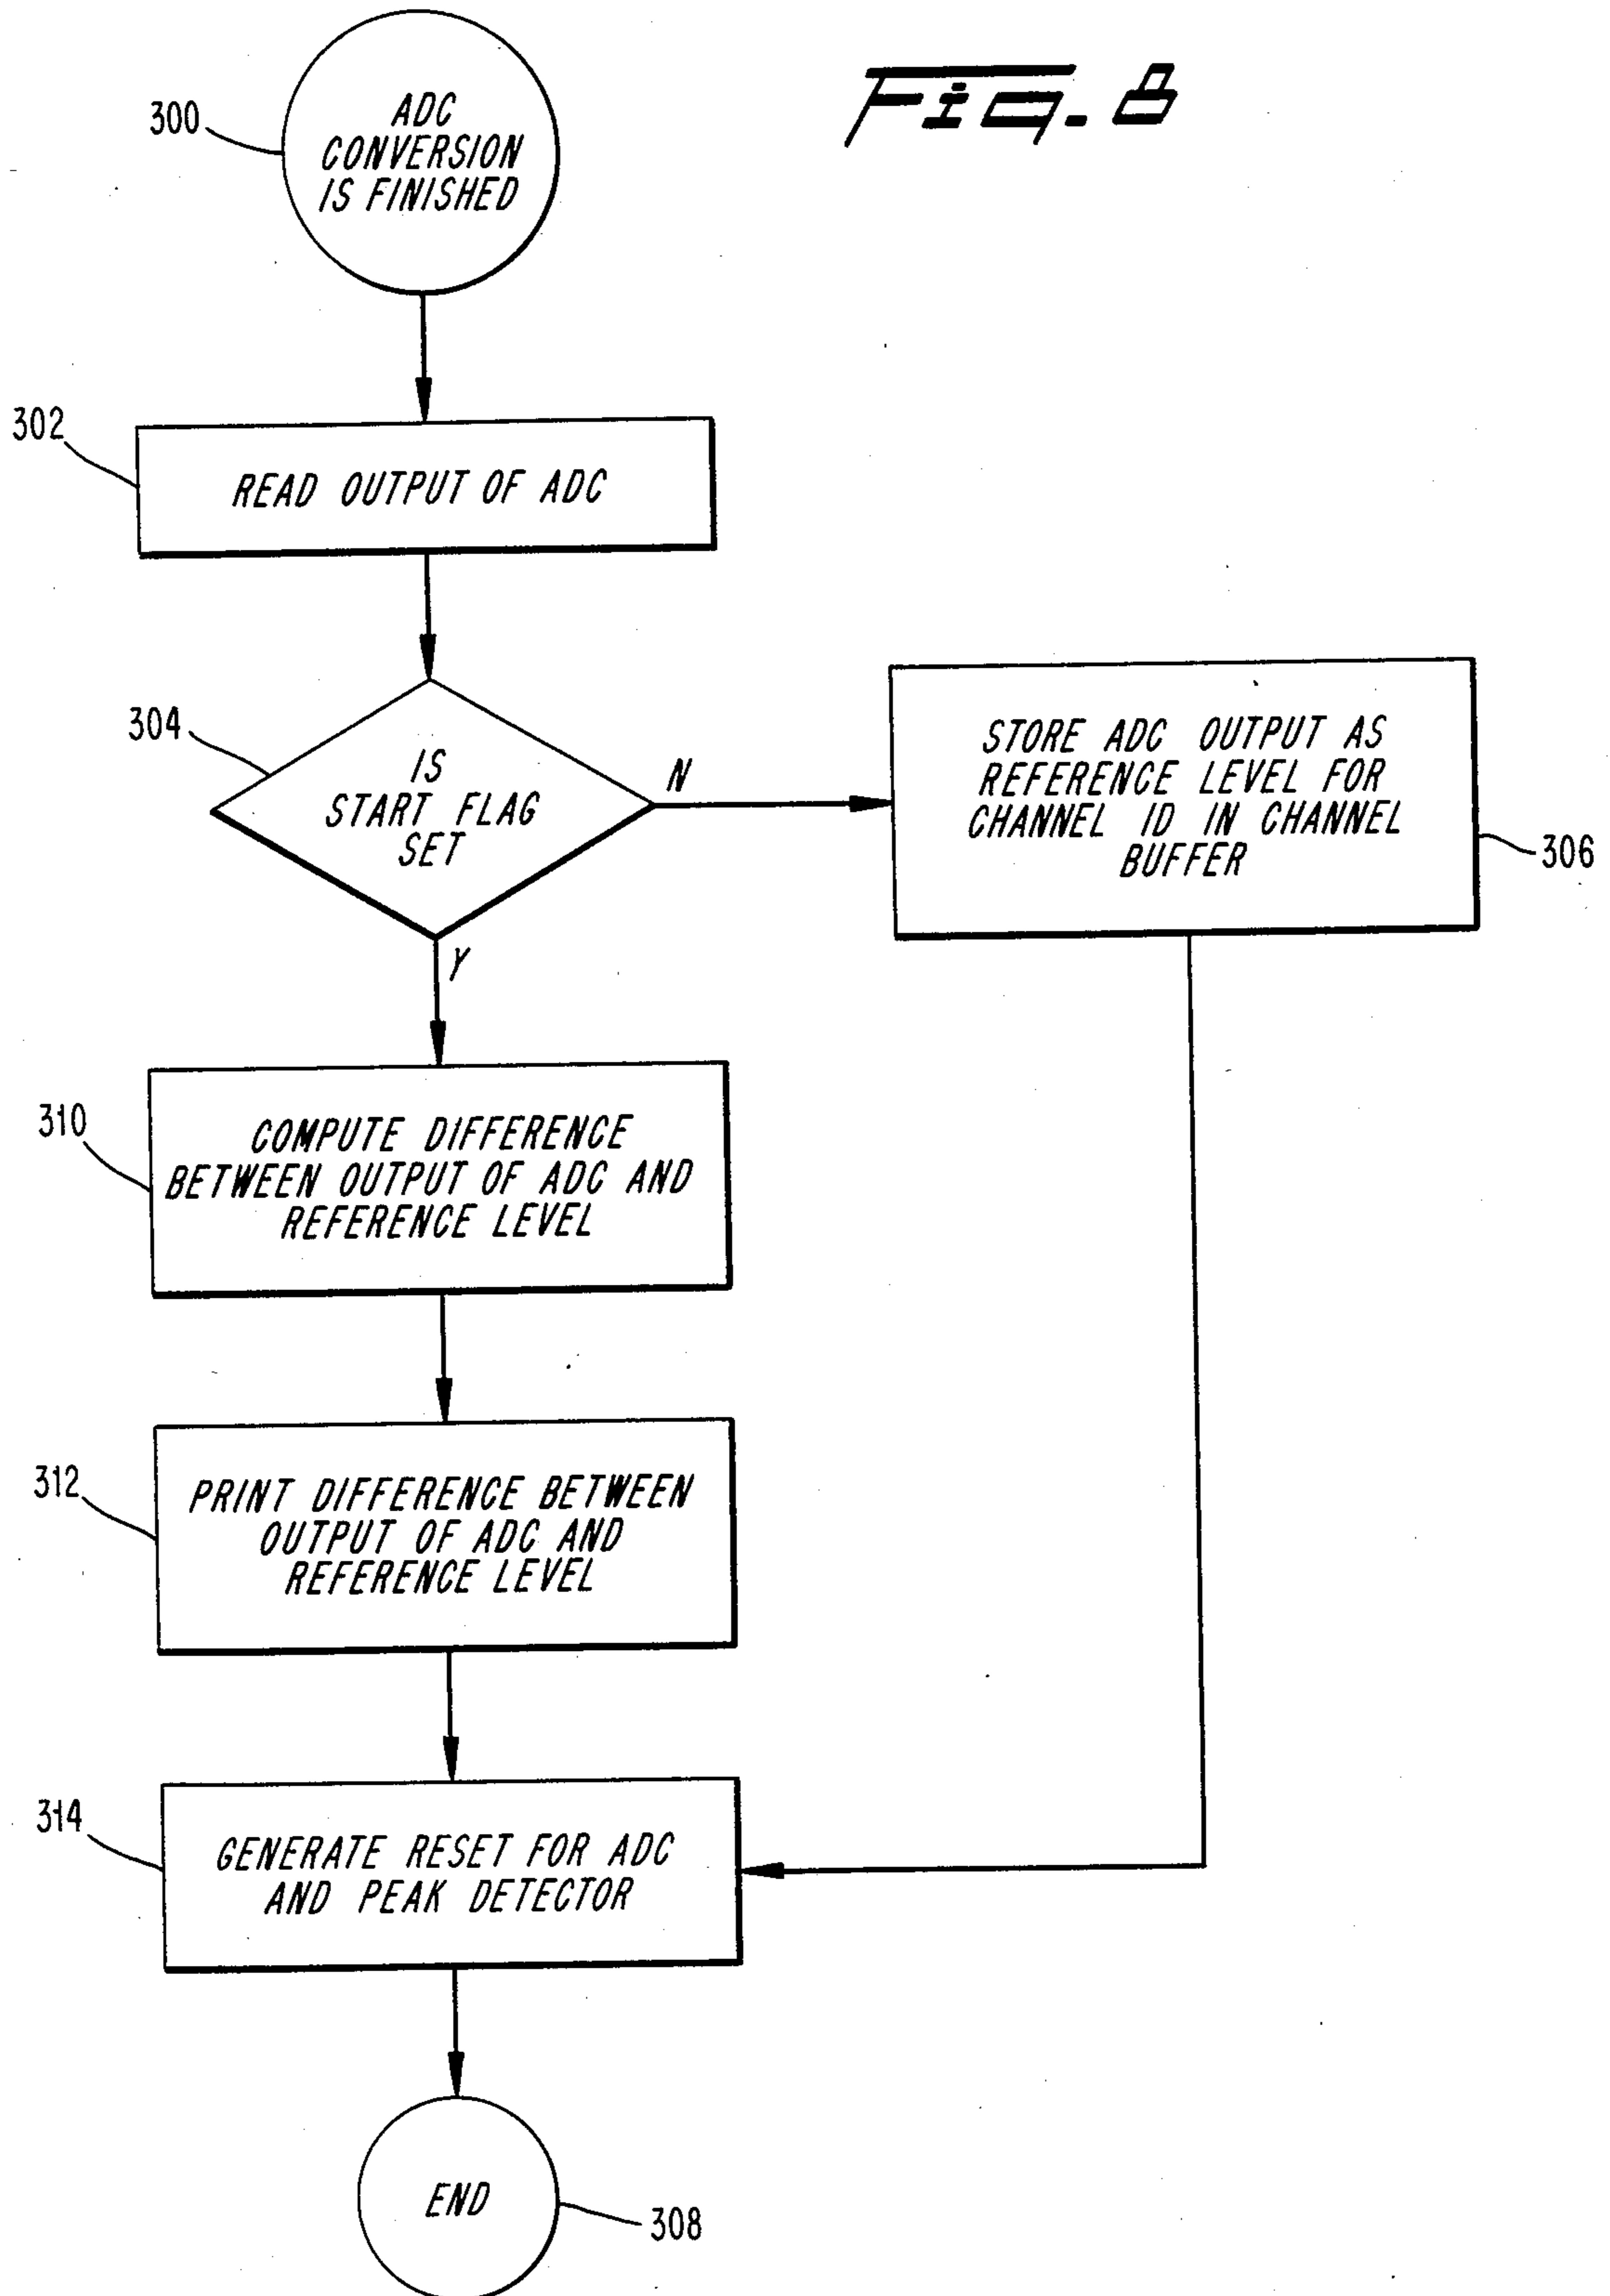 Fig. 8
300
ADC
CONVERSION
IS FINISHED
302
READ OUTPUT OF ADC
304
IS
START FLAG
SET
N
Y
STORE ADC OUTPUT AS
REFERENCE LEVEL FOR
CHANNEL ID IN CHANNEL
BUFFER
306
310
COMPUTE DIFFERENCE
BETWEEN OUTPUT OF ADC AND
REFERENCE LEVEL
312
PRINT DIFFERENCE BETWEEN
OUTPUT OF ADC AND
REFERENCE LEVEL
314
GENERATE RESET FOR ADC
AND PEAK DETECTOR
END
308